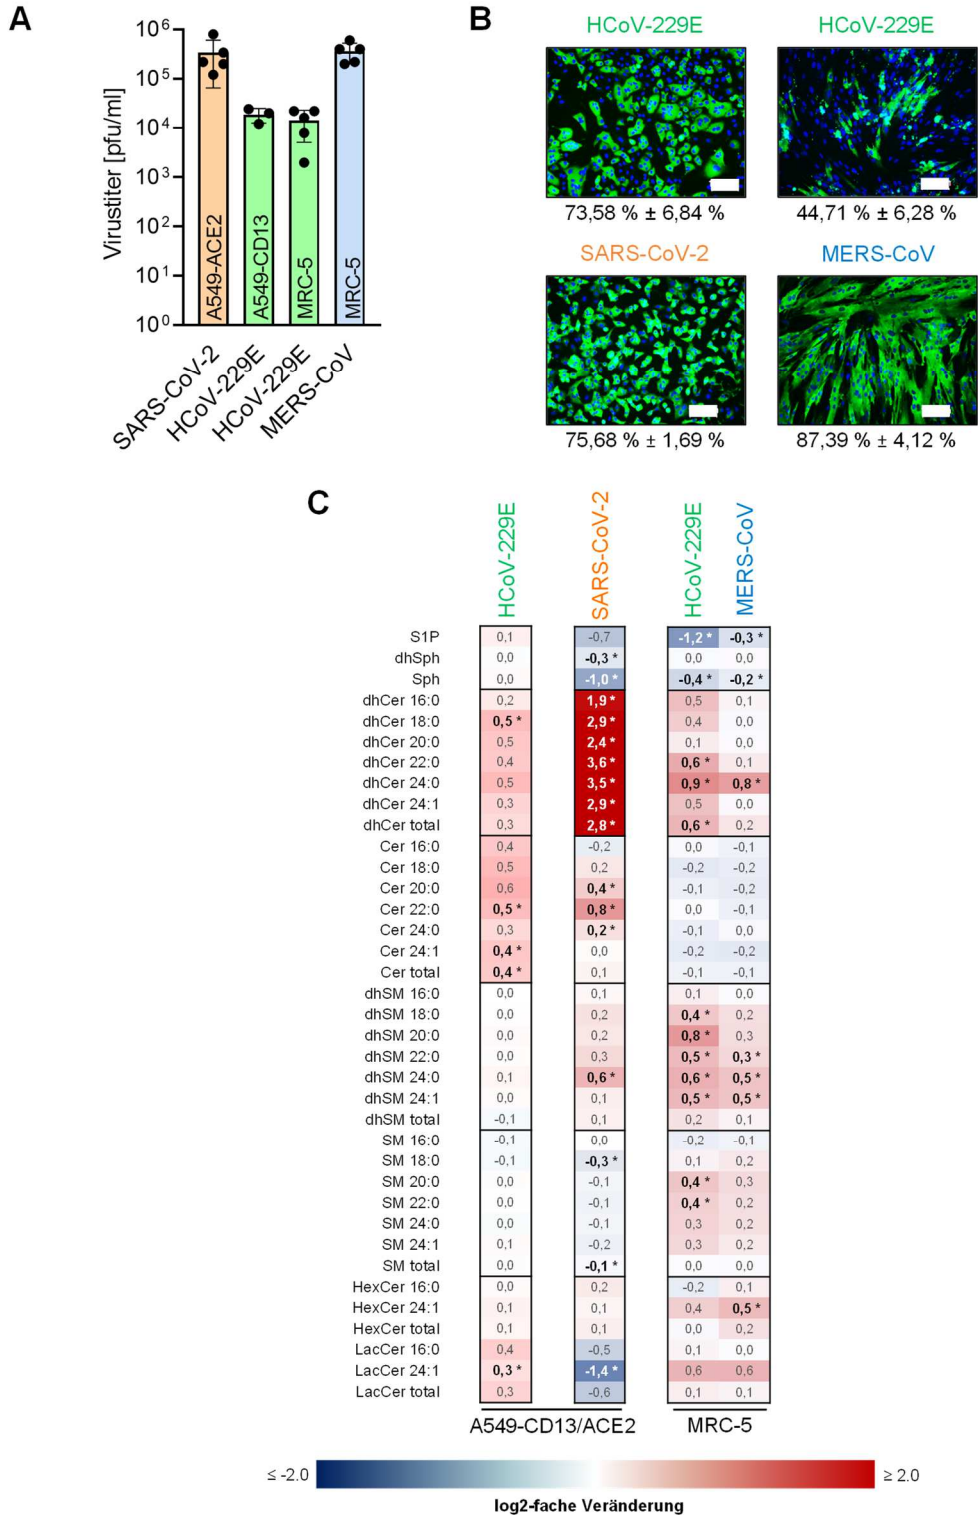 A
Virustiter [pfu/ml]
10⁶
10⁵
10⁴
10³
10²
10¹
10⁰
A549-ACE2
A549-CD13
MRC-5
MRC-5
SARS-CoV-2
HCoV-229E
HCoV-229E
MERS-CoV
B
HCoV-229E
HCoV-229E
73,58 % ± 6,84 %
44,71 % ± 6,28 %
SARS-CoV-2
MERS-CoV
75,68 % ± 1,69 %
87,39 % ± 4,12 %
C
HCoV-229E
SARS-CoV-2
HCoV-229E
MERS-CoV
S1P 0,1 -0,7 -1,2 * -0,3 *
dhSph 0,0 -0,3 * 0,0 0,0
Sph 0,0 -1,0 * -0,4 * -0,2 *
dhCer 16:0 0,2 1,9 * 0,5 0,1
dhCer 18:0 0,5 * 2,9 * 0,4 0,0
dhCer 20:0 0,5 2,4 * 0,1 0,0
dhCer 22:0 0,4 3,6 * 0,6 * 0,1
dhCer 24:0 0,5 3,5 * 0,9 * 0,8 *
dhCer 24:1 0,3 2,9 * 0,5 0,0
dhCer total 0,3 2,8 * 0,6 * 0,2
Cer 16:0 0,4 -0,2 0,0 -0,1
Cer 18:0 0,5 0,2 -0,2 -0,2
Cer 20:0 0,6 0,4 * -0,1 -0,2
Cer 22:0 0,5 * 0,8 * 0,0 -0,1
Cer 24:0 0,3 0,2 * -0,1 0,0
Cer 24:1 0,4 * 0,0 -0,2 -0,2
Cer total 0,4 * 0,1 -0,1 -0,1
dhSM 16:0 0,0 0,1 0,1 0,0
dhSM 18:0 0,0 0,2 0,4 * 0,2
dhSM 20:0 0,0 0,2 0,8 * 0,3
dhSM 22:0 0,0 0,3 0,5 * 0,3 *
dhSM 24:0 0,1 0,6 * 0,6 * 0,5 *
dhSM 24:1 0,0 0,1 0,5 * 0,5 *
dhSM total -0,1 0,1 0,2 0,1
SM 16:0 -0,1 0,0 -0,2 -0,1
SM 18:0 -0,1 -0,3 * 0,1 0,2
SM 20:0 0,0 -0,1 0,4 * 0,3
SM 22:0 0,0 -0,1 0,4 * 0,2
SM 24:0 0,0 -0,1 0,3 0,2
SM 24:1 0,1 -0,2 0,3 0,2
SM total 0,0 -0,1 * 0,0 0,0
HexCer 16:0 0,0 0,2 -0,2 0,1
HexCer 24:1 0,1 0,1 0,4 0,5 *
HexCer total 0,1 0,1 0,0 0,2
LacCer 16:0 0,4 -0,5 0,1 0,0
LacCer 24:1 0,3 * -1,4 * 0,6 0,6
LacCer total 0,3 -0,6 0,1 0,1
A549-CD13/ACE2
MRC-5
≤ -2.0
≥ 2.0
log2-fache Veränderung